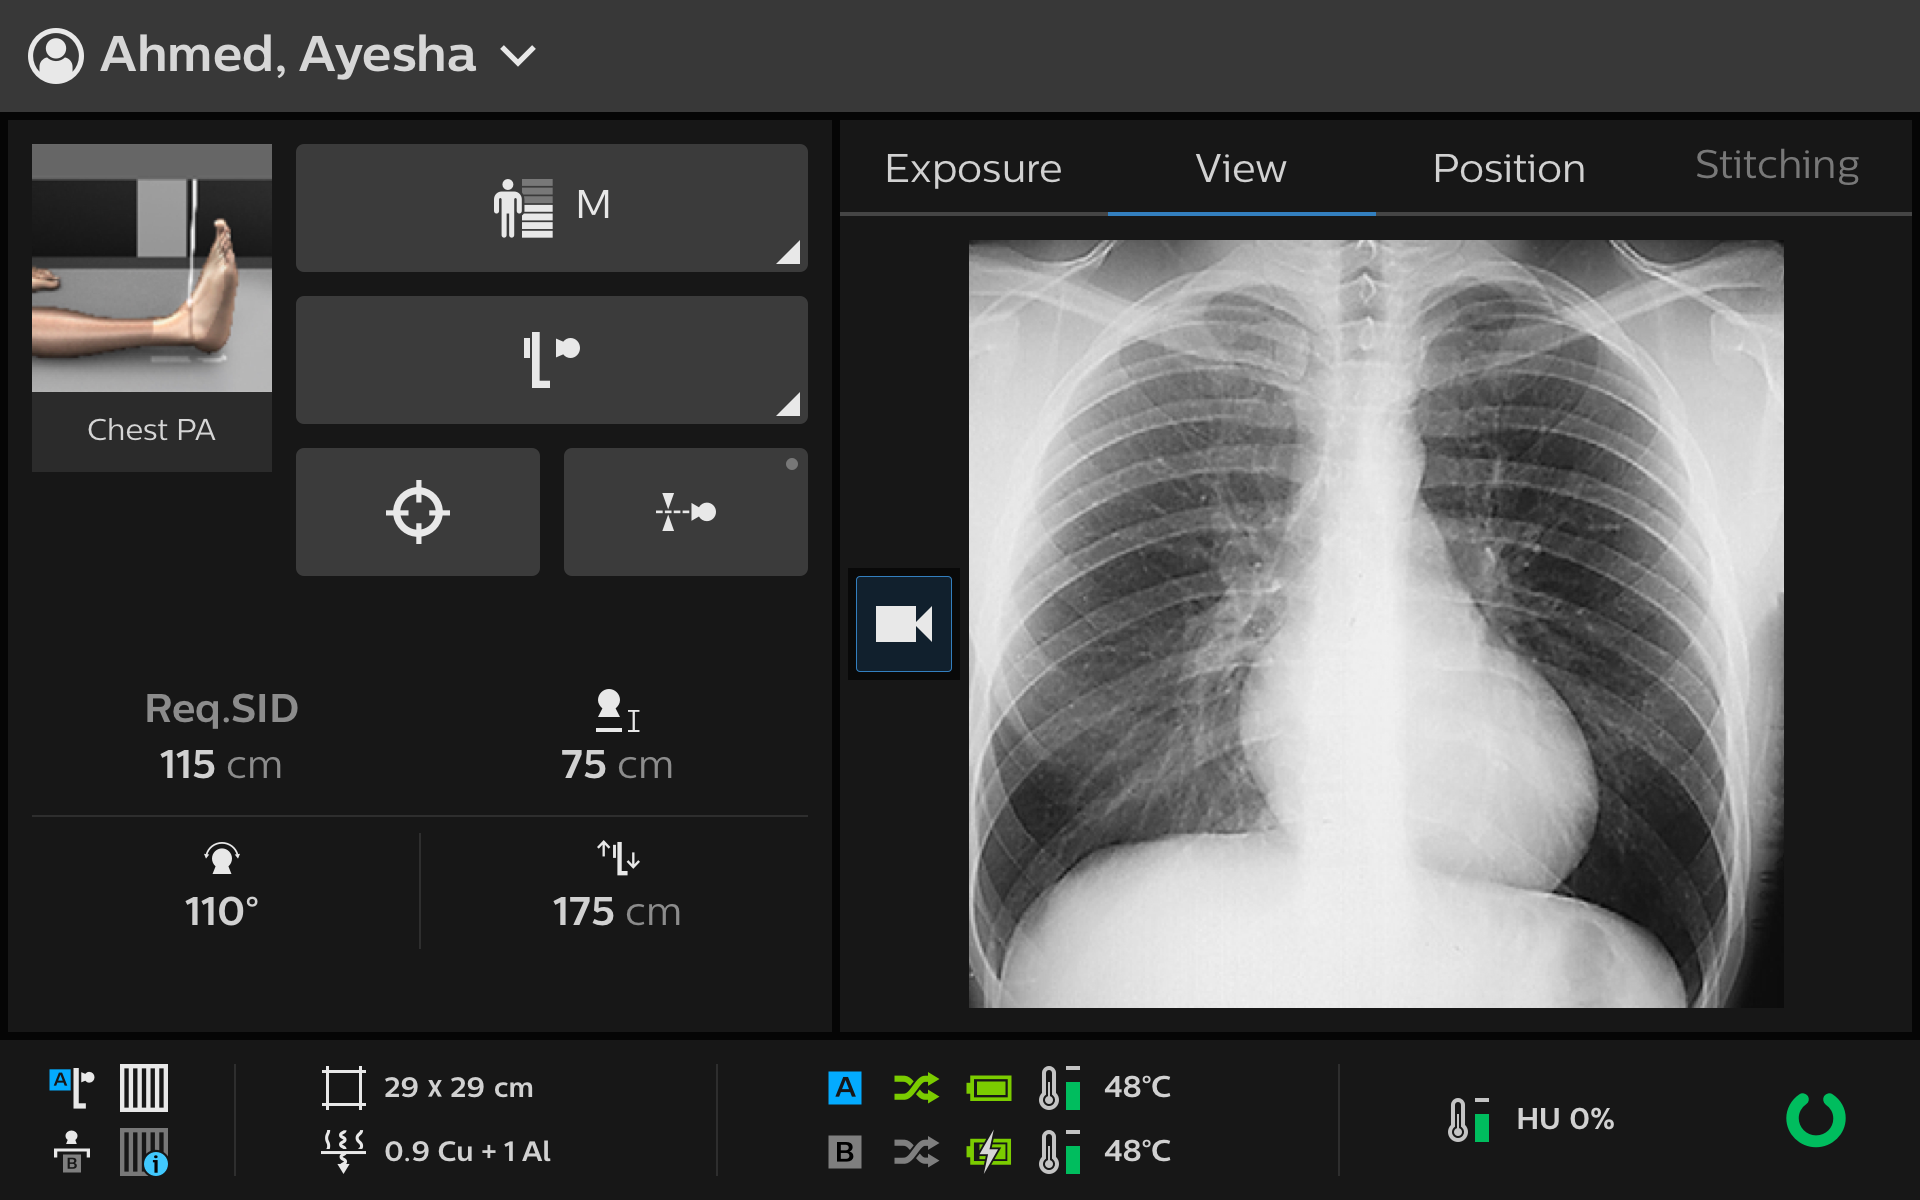 Ahmed, Ayesha
M
Chest PA
Req.SID
115 cm
75 cm
110°
175 cm
Exposure View Position Stitching
A
B
i
29 x 29 cm
0.9 Cu + 1 Al
A 48°C
B 48°C
HU 0%